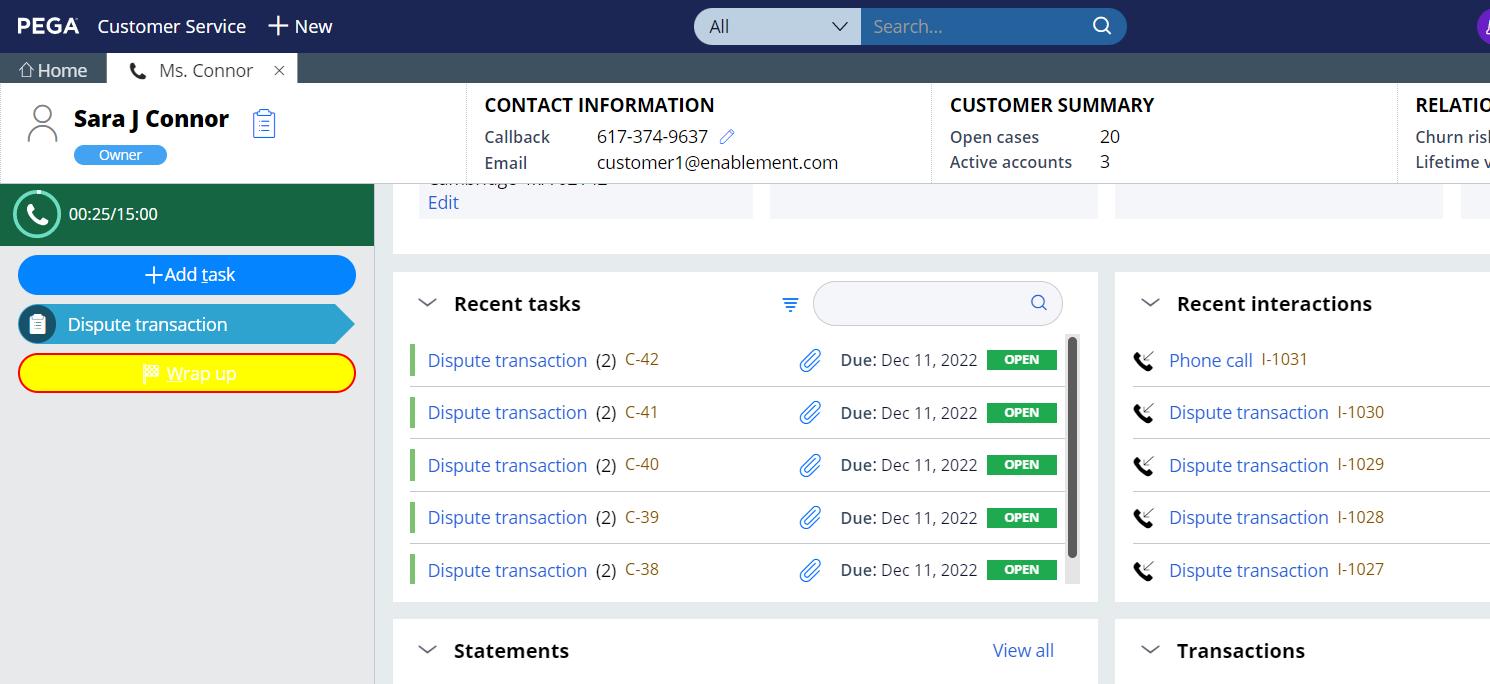 PEGA Customer Service New All Search...
Home Ms. Connor
Sara J Connor
Owner
CONTACT INFORMATION
Callback 617-374-9637
Email customer1@enablement.com
CUSTOMER SUMMARY
Open cases 20
Active accounts 3
RELATIO
Churn risk
Lifetime v
00:25/15:00
Add task
Dispute transaction
Wrap up
Edit
Recent tasks
Dispute transaction (2) C-42 Due: Dec 11, 2022 OPEN
Dispute transaction (2) C-41 Due: Dec 11, 2022 OPEN
Dispute transaction (2) C-40 Due: Dec 11, 2022 OPEN
Dispute transaction (2) C-39 Due: Dec 11, 2022 OPEN
Dispute transaction (2) C-38 Due: Dec 11, 2022 OPEN
Recent interactions
Phone call I-1031
Dispute transaction I-1030
Dispute transaction I-1029
Dispute transaction I-1028
Dispute transaction I-1027
Statements View all
Transactions